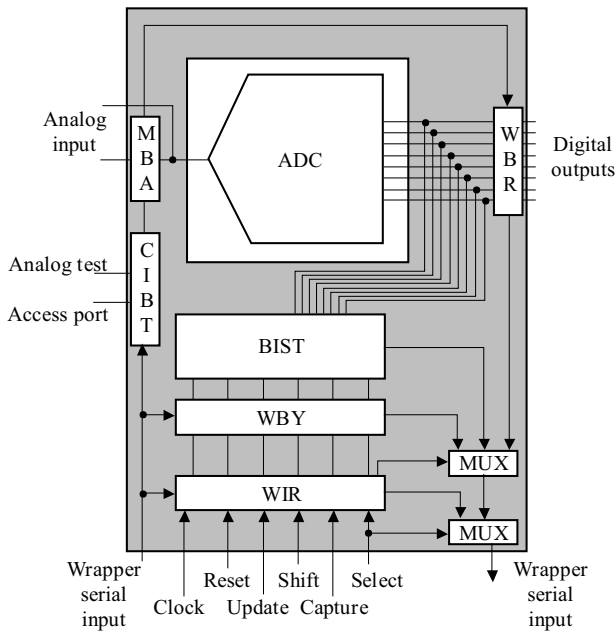 Analog
input
M
B
A
ADC
W
B
R
Digital
outputs
C
I
B
T
Analog test
Access port
BIST
WBY
MUX
WIR
MUX
Wrapper
serial
input
Clock
Reset
Update
Shift
Capture
Select
Wrapper
serial
input